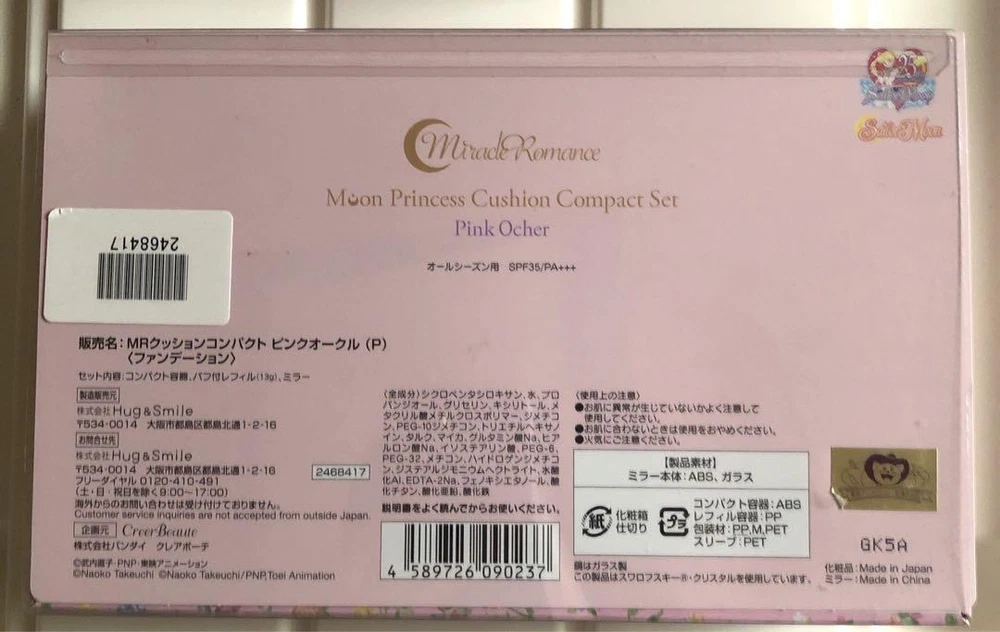 25
Sailor Moon
Miracle Romance
Moon Princess Cushion Compact Set
Pink Ocher
オールシーズン用 SPF35/PA+++
2468417
販売名:MRクッションコンパクト ピンクオークル (P)
〈ファンデーション〉
セット内容:コンパクト容器、パフ付レフィル(13g)、ミラー
製造販売元
株式会社Hug&Smile
〒534-0014 大阪市都島区都島北通1-2-16
お問合せ先
株式会社Hug&Smile
〒534-0014 大阪市都島区都島北通1-2-16
フリーダイヤル 0120-410-491
(土・日・祝日を除く9:00〜17:00)
海外からのお問い合わせは受け付けておりません。
Customer service inquiries are not accepted from outside Japan.
2468417
企画元 CreerBeaute
株式会社バンダイ クレアボーテ
©武内直子・PNP・東映アニメーション
©Naoko Takeuchi ©Naoko Takeuchi/PNP,Toei Animation
〈全成分〉シクロペンタシロキサン、水、プロ
パンジオール、グリセリン、キシリトール、メ
タクリル酸メチルクロスポリマー、ジメチコ
ン、PEG-10ジメチコン、トリエチルヘキサノ
イン、タルク、マイカ、グルタミン酸Na、ヒア
ルロン酸Na、イソステアリン酸、PEG-6、
PEG-32、メチコン、ハイドロゲンジメチコ
ン、ジステアルジモニウムヘクトライト、水酸
化Al、EDTA-2Na、フェノキシエタノール、酸
化チタン、酸化亜鉛、酸化鉄
説明書をよく読んでからお使いください。
4 589726 090237
〈使用上の注意〉
●お肌に異常が生じていないかよく注意して
使用してください。
●お肌に合わないときは使用をおやめください。
●火気にご注意ください。
【製品素材】
ミラー本体:ABS、ガラス
紙 化粧箱
仕切り
プラ
コンパクト容器:ABS
レフィル容器:PP
包装材:PP,M,PET
スリーブ:PET
鏡はガラス製
この製品はスワロフスキー®・クリスタルを使用しています。
GK5A
化粧品:Made in Japan
ミラー:Made in China